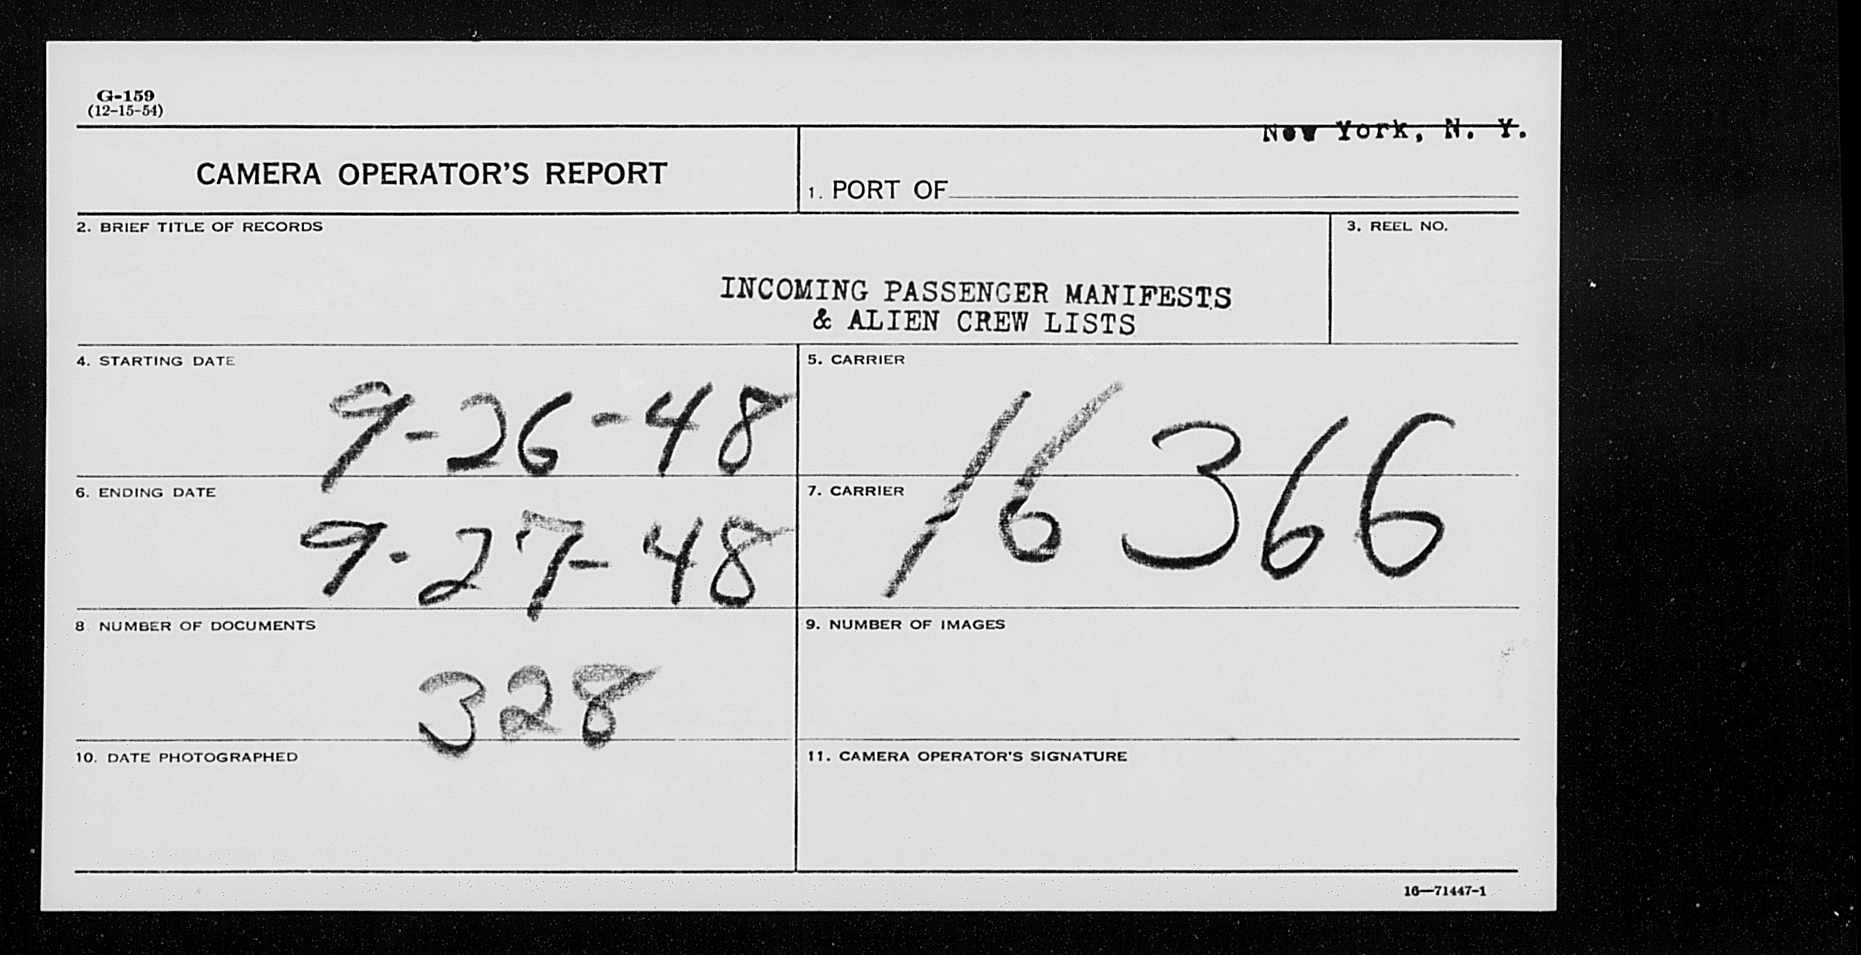 G-159
(12-15-54)
New York, N. Y.
CAMERA OPERATOR'S REPORT
1. PORT OF
2. BRIEF TITLE OF RECORDS
3. REEL NO.
INCOMING PASSENGER MANIFESTS
& ALIEN CREW LISTS
4. STARTING DATE
9-26-48
5. CARRIER
6. ENDING DATE
9-27-48
7. CARRIER
16366
8 NUMBER OF DOCUMENTS
328
9. NUMBER OF IMAGES
10. DATE PHOTOGRAPHED
11. CAMERA OPERATOR'S SIGNATURE
16—71447-1